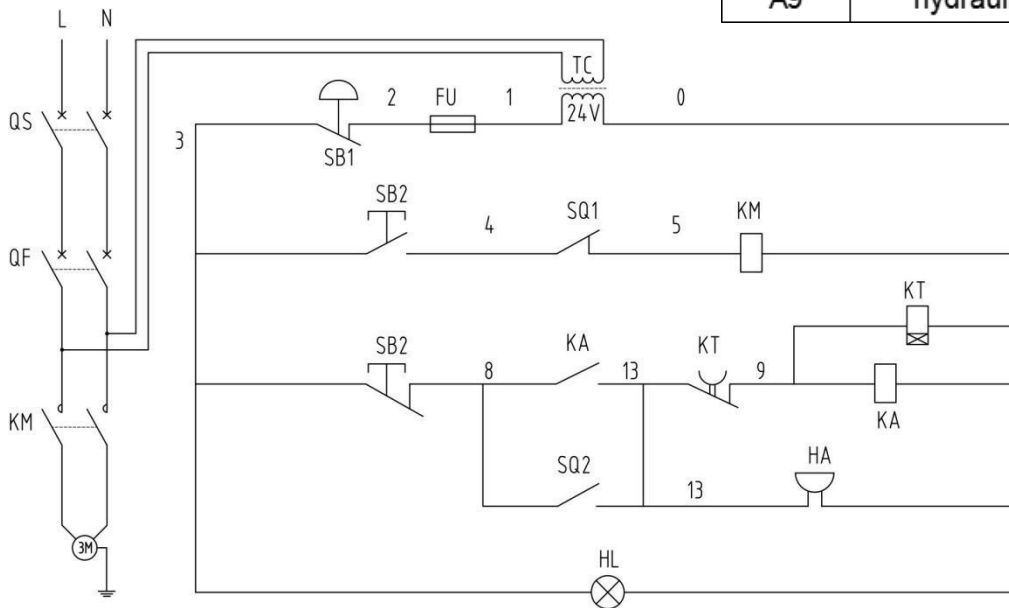 A9 hydraul
L N
TC
2 FU 1 0
24V
QS
3
SB1
SB2
SQ1 KM
4 5
QF
KT
SB2 KA KT
8 13 9
KM
KA
SQ2 HA
13
3M
HL